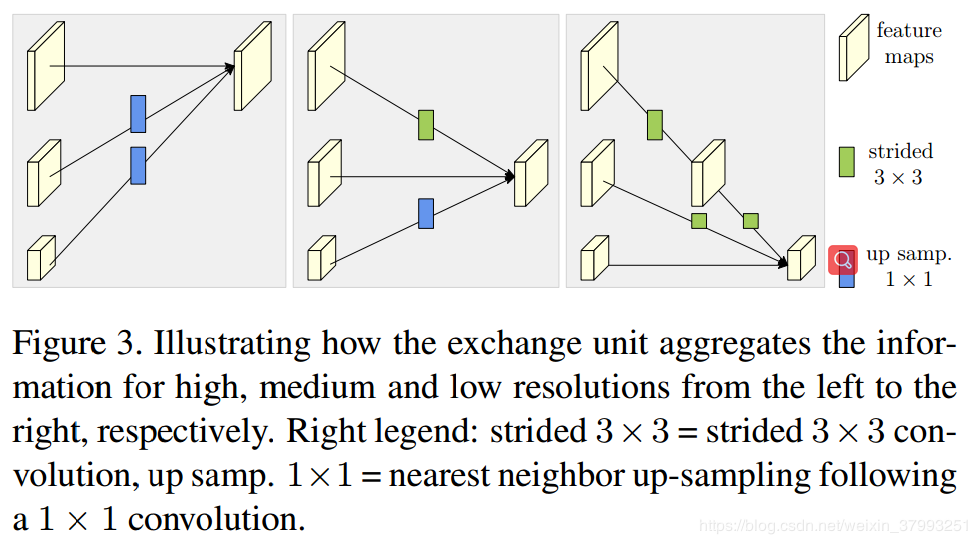 feature
maps
strided
3 × 3
up samp.
1 × 1
Figure 3. Illustrating how the exchange unit aggregates the infor-
mation for high, medium and low resolutions from the left to the
right, respectively. Right legend: strided 3 × 3 = strided 3 × 3 con-
volution, up samp. 1×1 = nearest neighbor up-sampling following
a 1 × 1 convolution.
https://blog.csdn.net/weixin_37993251